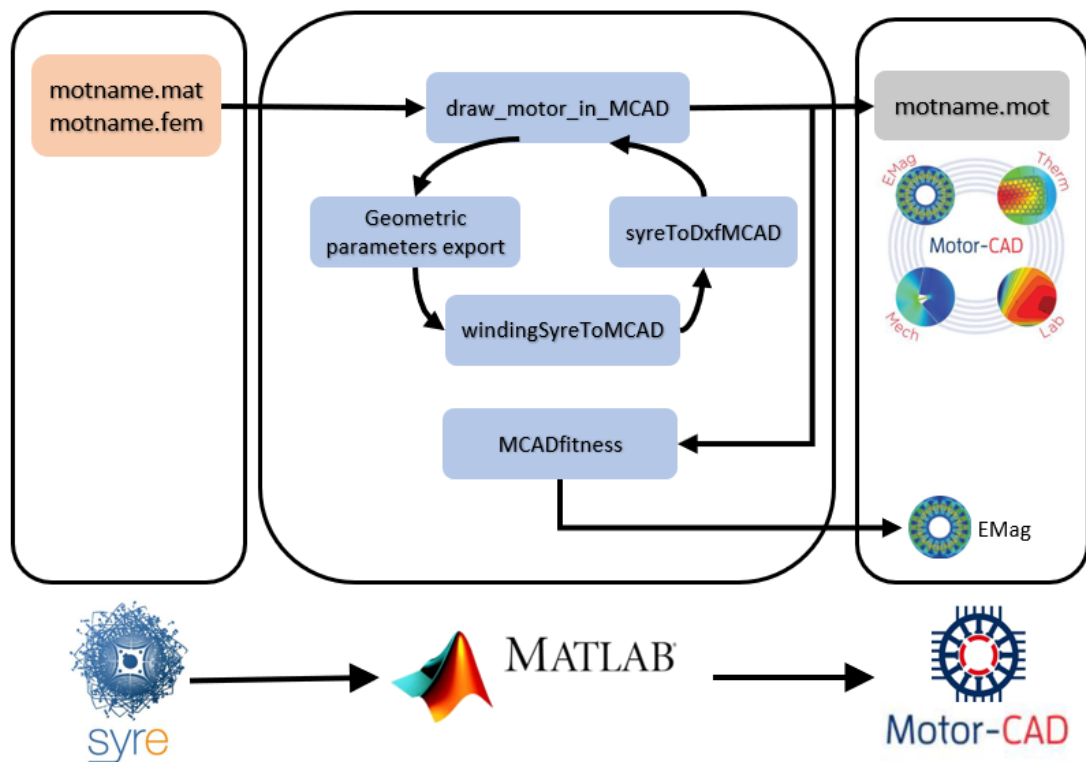 motname.mat
motname.fem
draw_motor_in_MCAD
motname.mot
Geometric
parameters export
syreToDxfMCAD
windingSyreToMCAD
EMag
Therm
Motor-CAD
Mech
Lab
MCADfitness
EMag
syre
MATLAB®
Motor-CAD